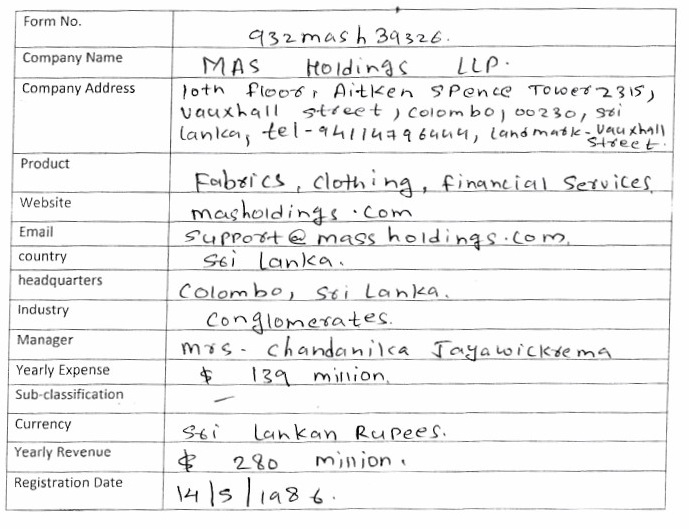 Form No. 932mash39326.
Company Name MAS Holdings LLP.
Company Address 10th floor, Aitken Spence Tower 2315,
Vauxhall street, Colombo, 00230, Sri
Lanka, tel-94114796444, landmark-Vauxhall
Street.
Product Fabrics, clothing, financial Services.
Website masholdings.com
Email support@massholdings.com.
country Sri Lanka.
headquarters Colombo, Sri Lanka.
Industry Conglomerates.
Manager Mrs. Chandanika Jayawickrema
Yearly Expense $ 139 million.
Sub-classification —
Currency Sri Lankan Rupees.
Yearly Revenue $ 280 million.
Registration Date 14/5/1986.